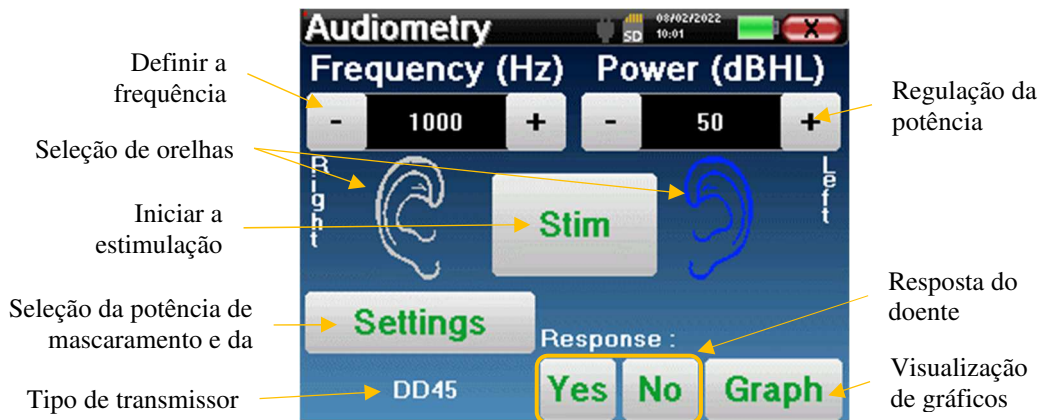 Audiometry
SD
08/02/2022
10:01
X
Frequency (Hz) Power (dBHL)
- 1000 + - 50 +
Right
Left
Stim
Settings
Response :
DD45
Yes No Graph
Definir a
frequência
Seleção de orelhas
Iniciar a
estimulação
Seleção da potência de
mascaramento e da
Tipo de transmissor
Regulação da
potência
Resposta do
doente
Visualização
de gráficos